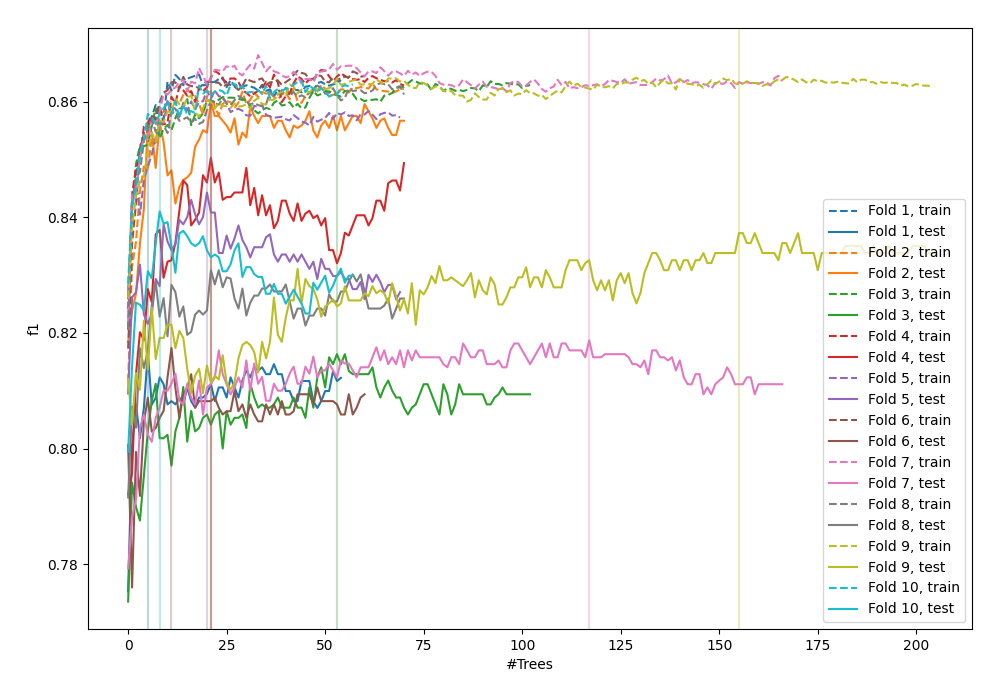 0.86
0.84
0.82
0.80
0.78
f1
0
25
50
75
100
125
150
175
200
#Trees
Fold 1, train
Fold 1, test
Fold 2, train
Fold 2, test
Fold 3, train
Fold 3, test
Fold 4, train
Fold 4, test
Fold 5, train
Fold 5, test
Fold 6, train
Fold 6, test
Fold 7, train
Fold 7, test
Fold 8, train
Fold 8, test
Fold 9, train
Fold 9, test
Fold 10, train
Fold 10, test